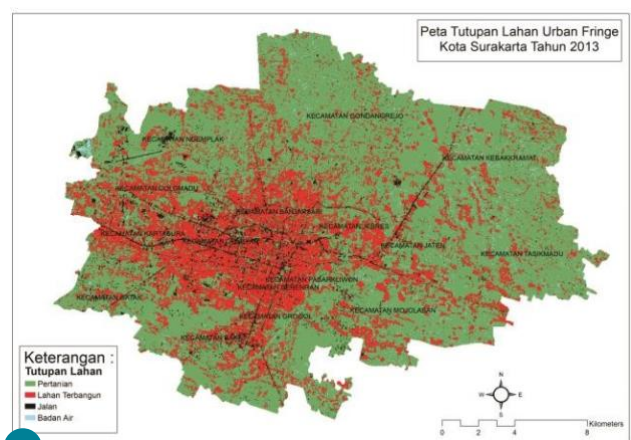 Peta Tutupan Lahan Urban Fringe
Kota Surakarta Tahun 2013
KECAMATAN GONDANGREJO
KECAMATAN NGEMPLAK
KECAMATAN KEBAKKRAMAT
KECAMATAN COLOMADU
KECAMATAN BANJARSARI
KECAMATAN JEBRES
KECAMATAN KARTASURA
KECAMATAN JATEN
KECAMATAN TASIKMADU
KECAMATAN PASARKLIWON
KECAMATAN SERENGAN
KECAMATAN GATAK
KECAMATAN MOJOLABAN
KECAMATAN GROGOL
KECAMATAN
Keterangan :
Tutupan Lahan
Pertanian
Lahan Terbangun
Jalan
Badan Air
N
W
E
S
Kilometers
0 2 4 8